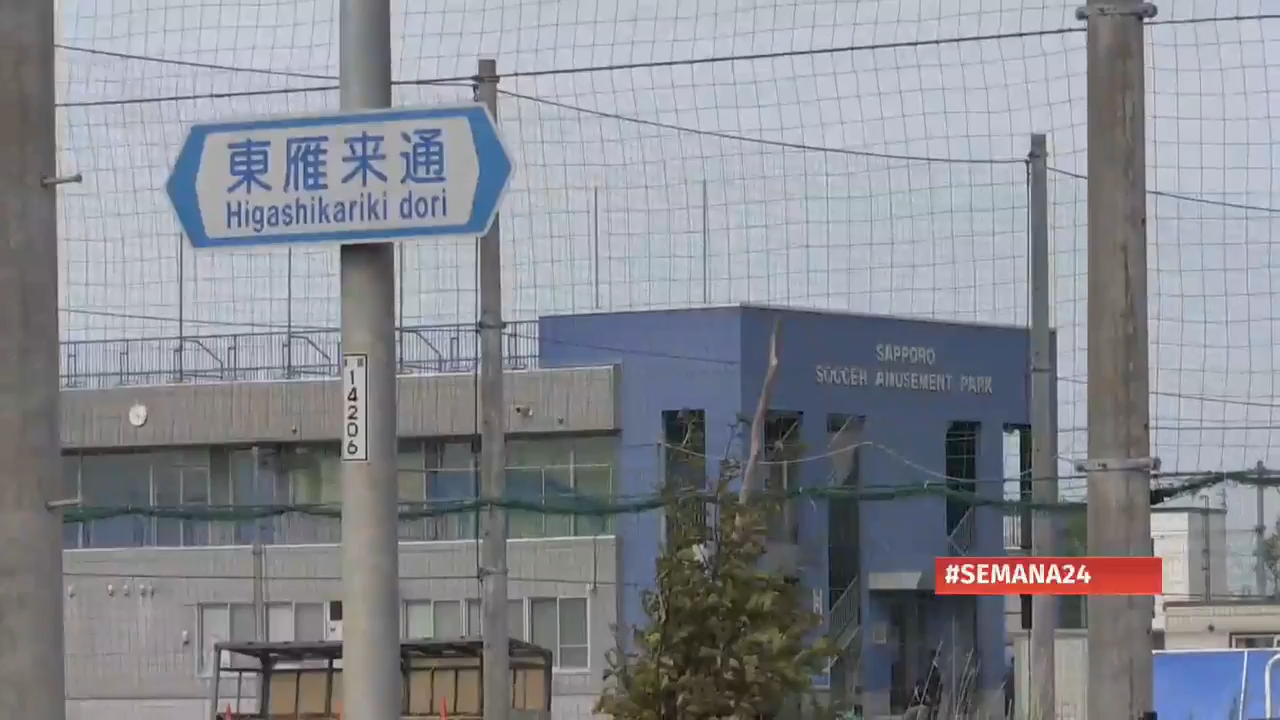 東雁来通
Higashikariki dori
14206
SAPPORO
SOCCER AMUSEMENT PARK
#SEMANA24